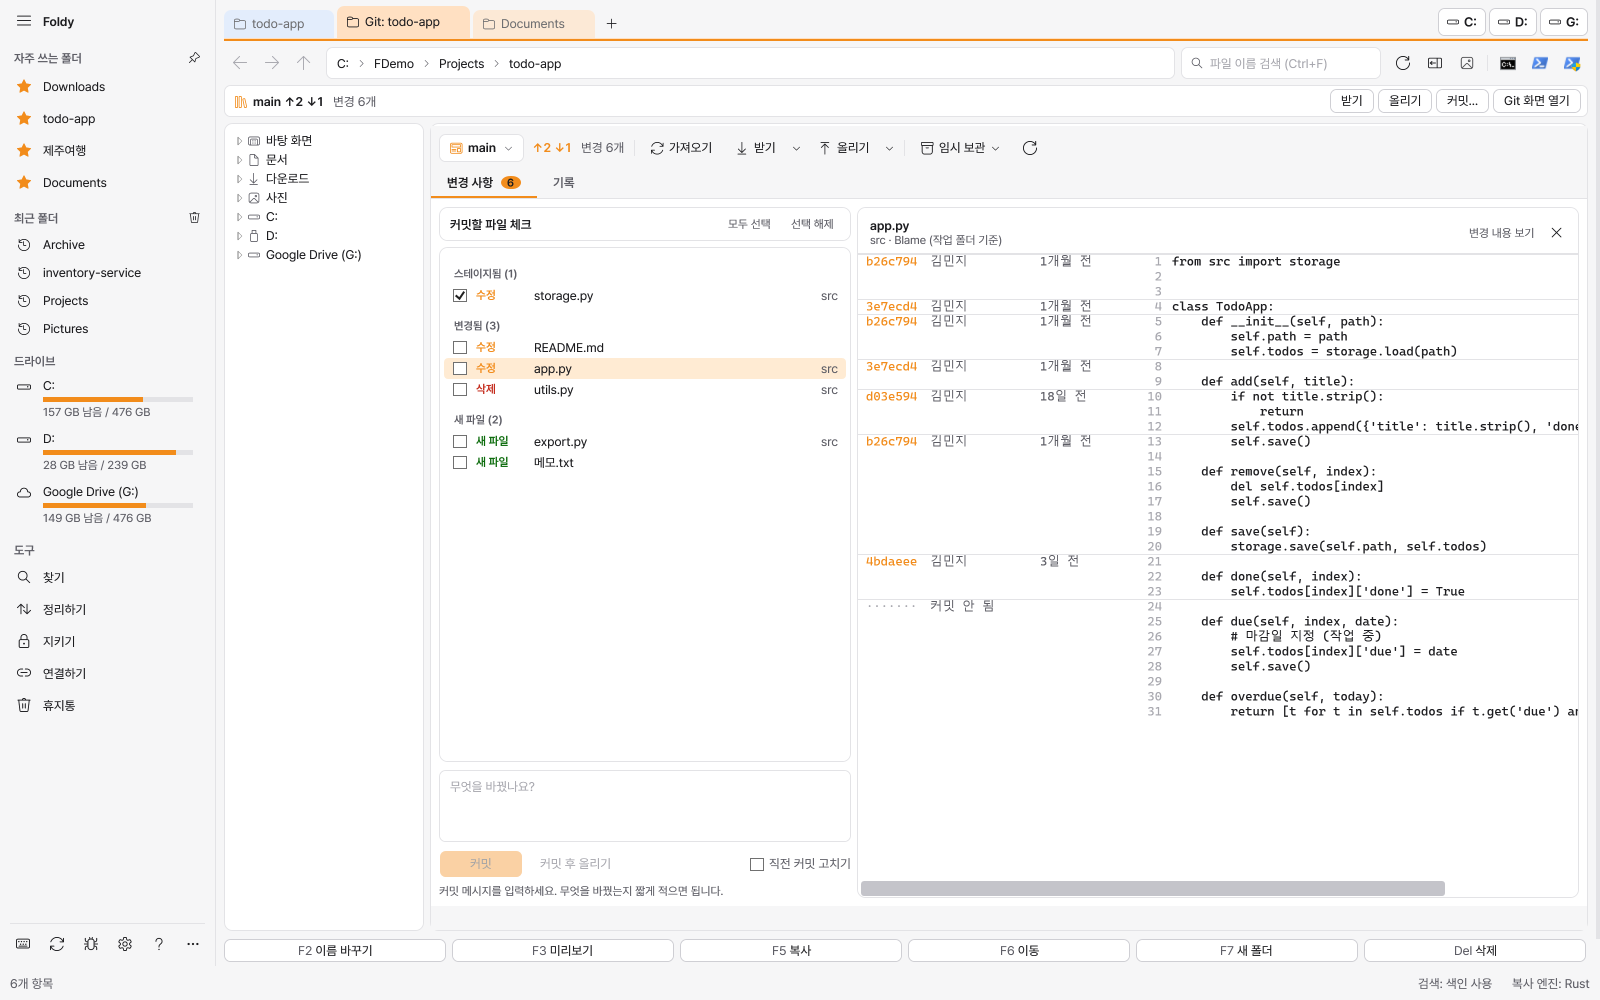 Foldy
todo-app
Git: todo-app
Documents
C:
D:
G:
자주 쓰는 폴더
Downloads
todo-app
제주여행
Documents
최근 폴더
Archive
inventory-service
Projects
Pictures
드라이브
C:
157 GB 남음 / 476 GB
D:
28 GB 남음 / 239 GB
Google Drive (G:)
149 GB 남음 / 476 GB
도구
찾기
정리하기
지키기
연결하기
휴지통
C: > FDemo > Projects > todo-app
파일 이름 검색 (Ctrl+F)
main ↑2 ↓1 변경 6개
받기
올리기
커밋...
Git 화면 열기
바탕 화면
문서
다운로드
사진
C:
D:
Google Drive (G:)
main
↑2 ↓1 변경 6개
가져오기
받기
올리기
임시 보관
변경 사항 6
기록
커밋할 파일 체크
모두 선택
선택 해제
스테이지됨 (1)
수정 storage.py src
변경됨 (3)
수정 README.md
수정 app.py src
삭제 utils.py src
새 파일 (2)
새 파일 export.py src
새 파일 메모.txt
무엇을 바꿨나요?
커밋
커밋 후 올리기
직전 커밋 고치기
커밋 메시지를 입력하세요. 무엇을 바꿨는지 짧게 적으면 됩니다.
app.py
src · Blame (작업 폴더 기준)
변경 내용 보기
b26c794 김민지 1개월 전 1 from src import storage
2
3
3e7ecd4 김민지 1개월 전 4 class TodoApp:
b26c794 김민지 1개월 전 5 def __init__(self, path):
6 self.path = path
7 self.todos = storage.load(path)
3e7ecd4 김민지 1개월 전 8
9 def add(self, title):
d03e594 김민지 18일 전 10 if not title.strip():
11 return
12 self.todos.append({'title': title.strip(), 'done
b26c794 김민지 1개월 전 13 self.save()
14
15 def remove(self, index):
16 del self.todos[index]
17 self.save()
18
19 def save(self):
20 storage.save(self.path, self.todos)
4bdaeee 김민지 3일 전 21
22 def done(self, index):
23 self.todos[index]['done'] = True
······· 커밋 안 됨 24
25 def due(self, index, date):
26 # 마감일 지정 (작업 중)
27 self.todos[index]['due'] = date
28 self.save()
29
30 def overdue(self, today):
31 return [t for t in self.todos if t.get('due') an
F2 이름 바꾸기
F3 미리보기
F5 복사
F6 이동
F7 새 폴더
Del 삭제
6개 항목
검색: 색인 사용
복사 엔진: Rust